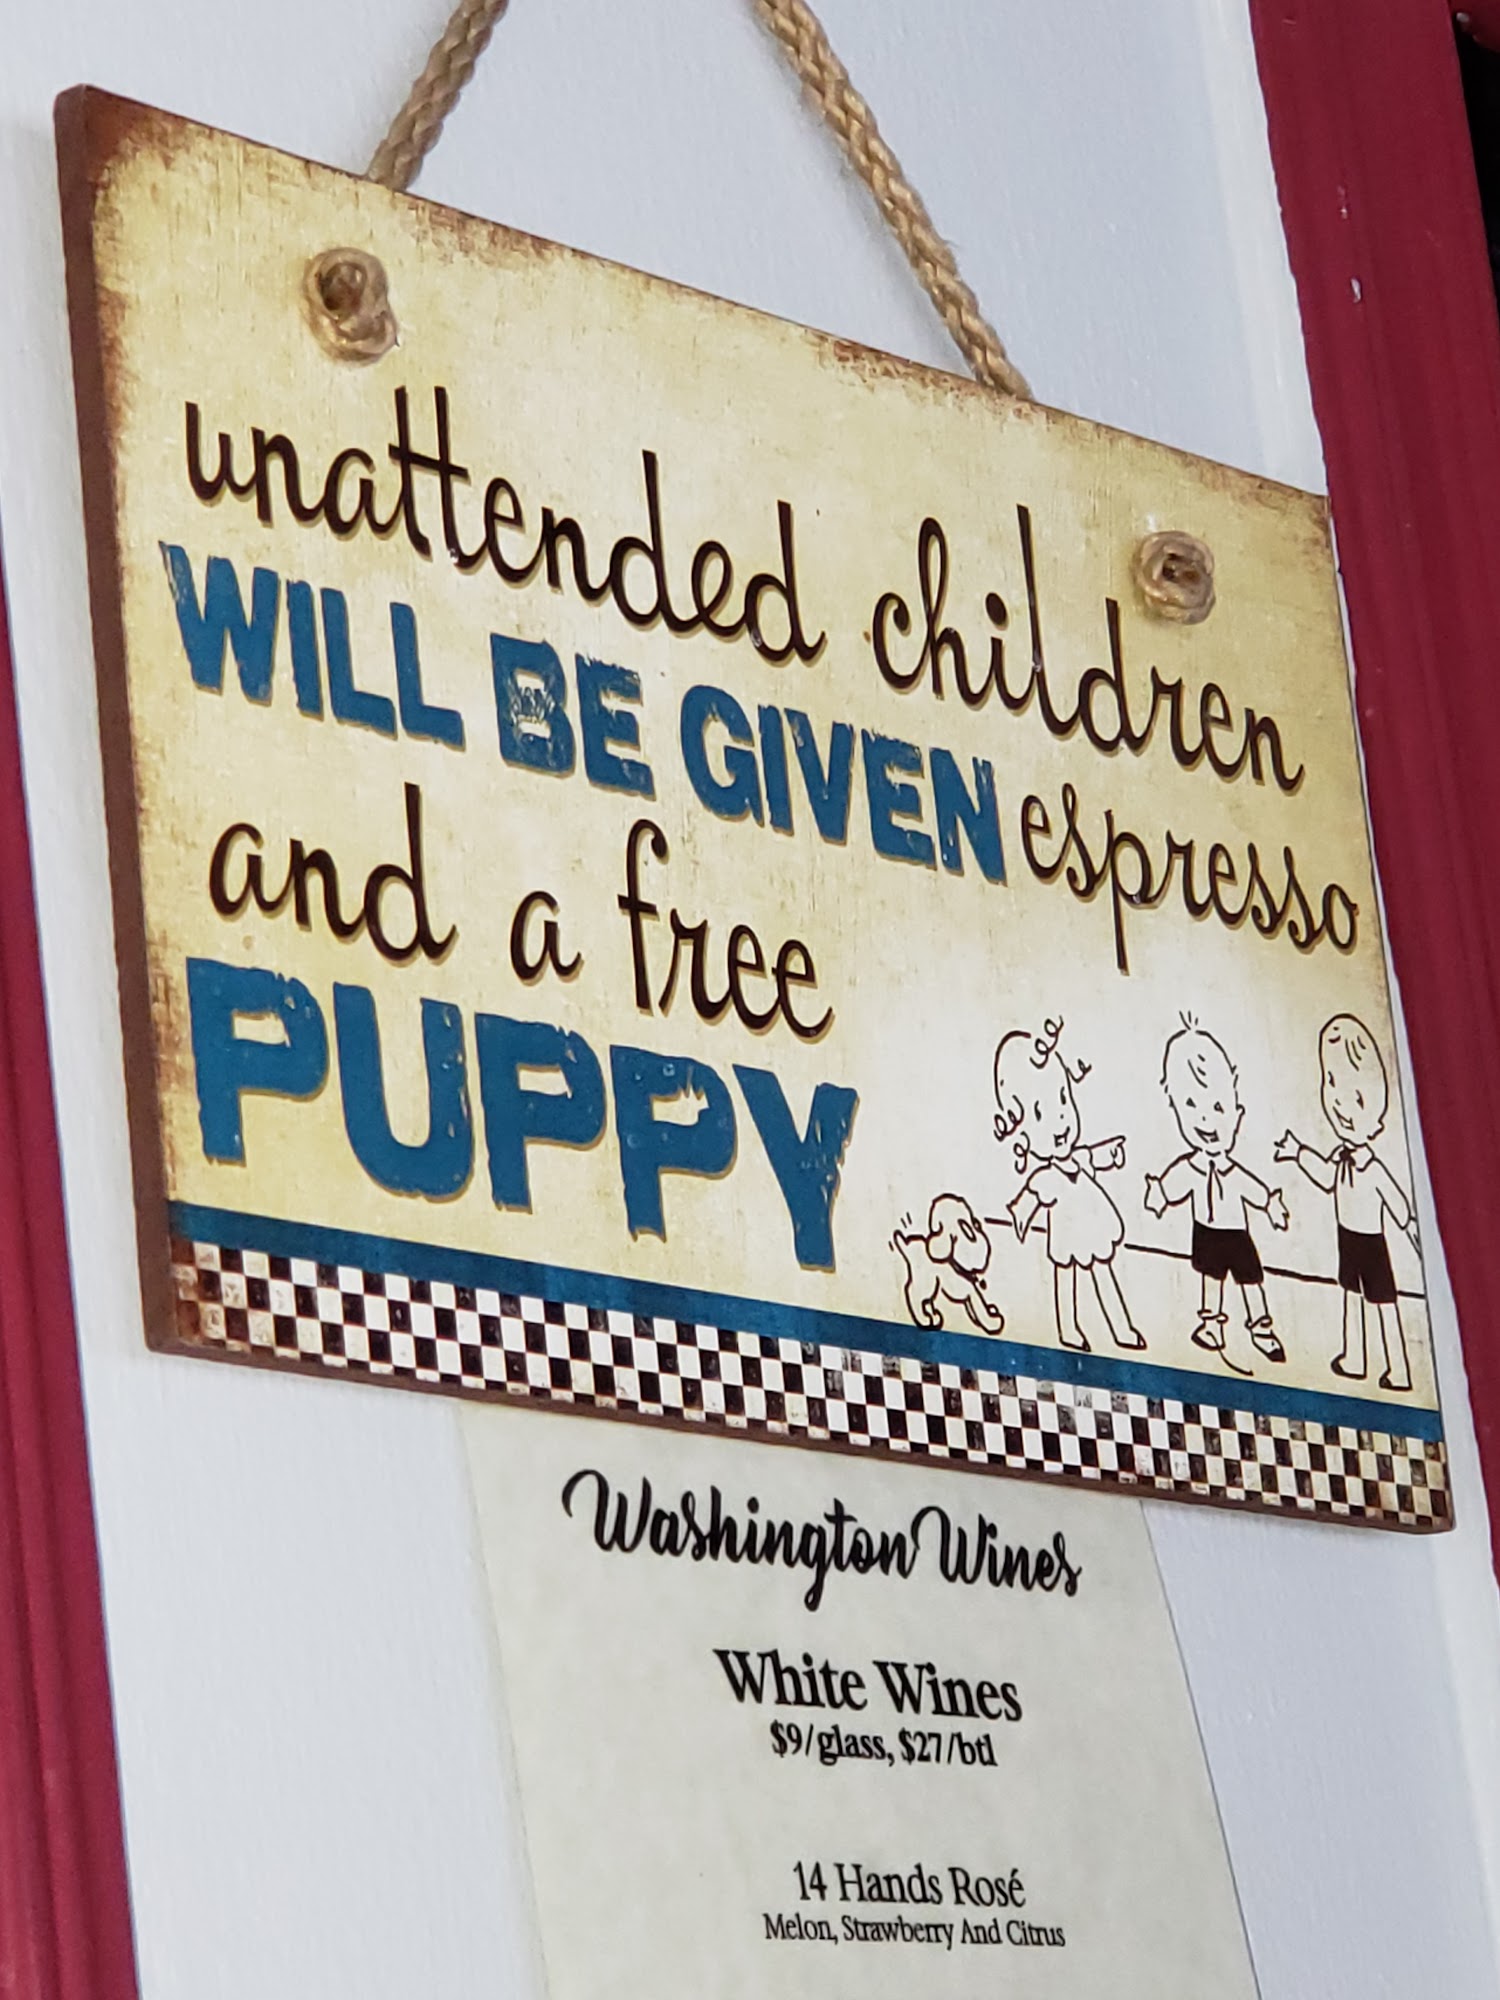 unattended children
WILL BE GIVEN espresso
and a free
PUPPY
Washington Wines
White Wines
$9/glass, $27/btl
14 Hands Rosé
Melon, Strawberry And Citrus